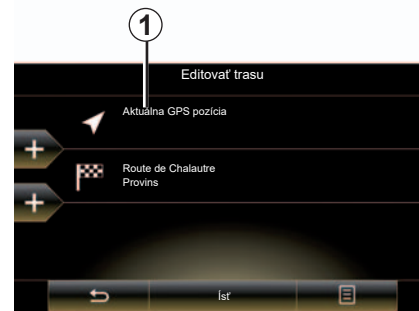 1
Editovať trasu
Aktuálna GPS pozícia
Route de Chalautre
Provins
Ísť